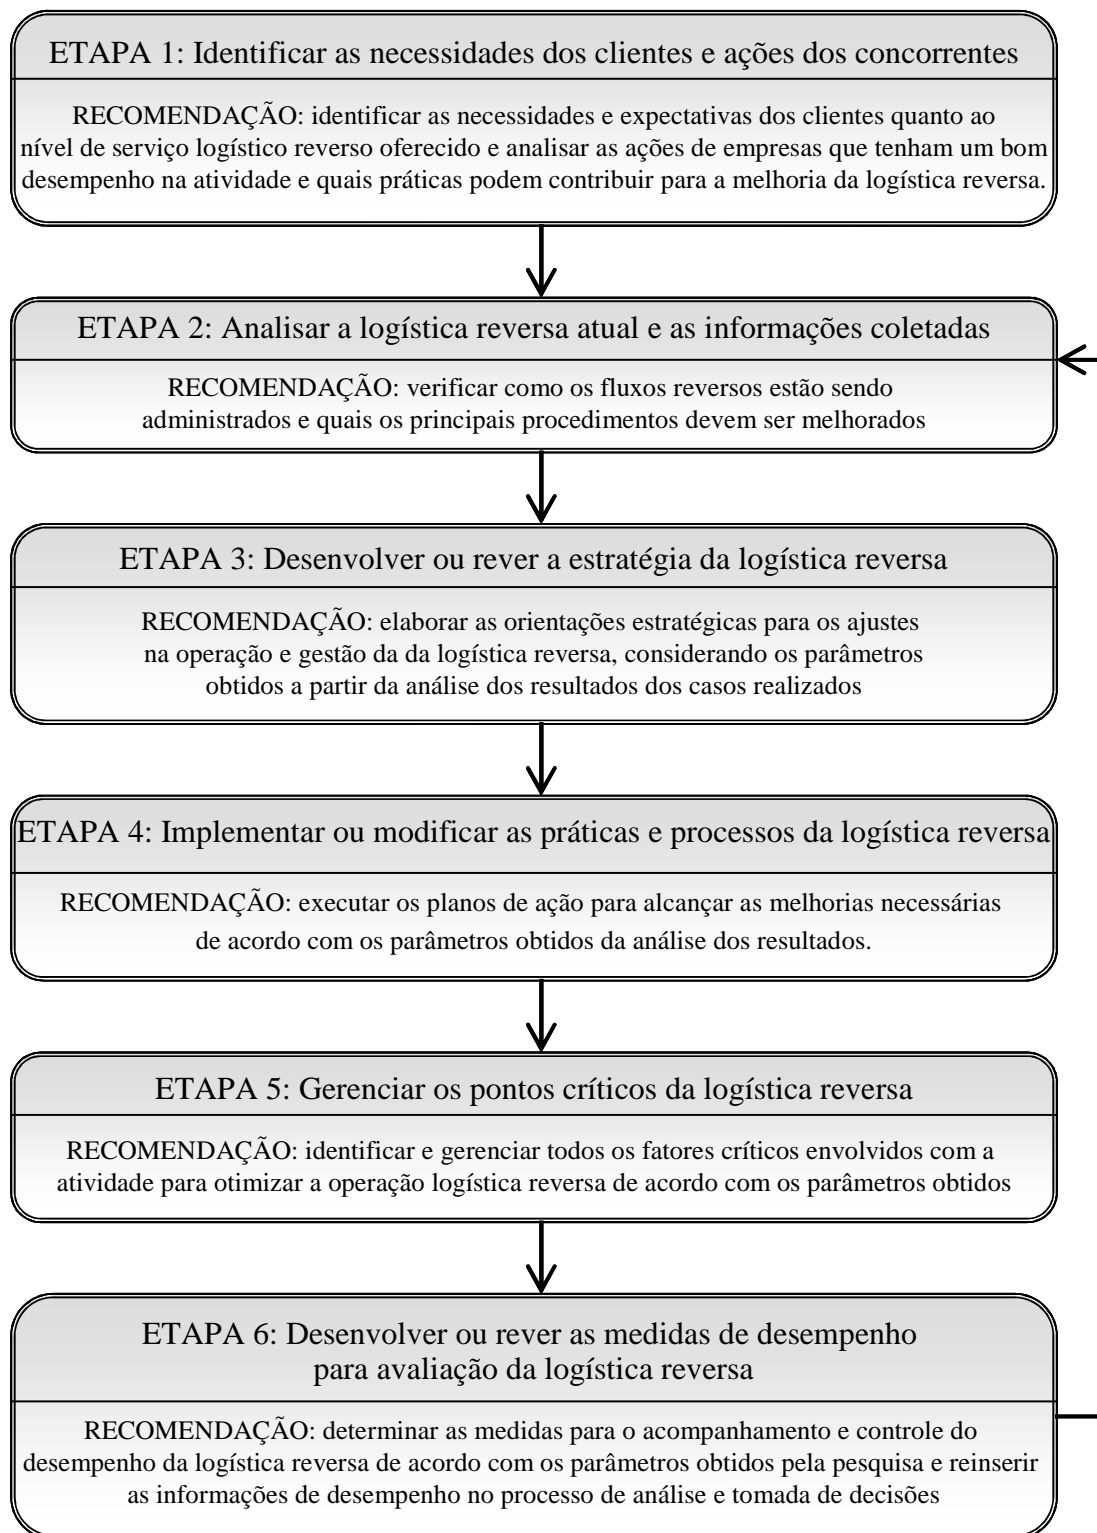 ETAPA 1: Identificar as necessidades dos clientes e ações dos concorrentes
RECOMENDAÇÃO: identificar as necessidades e expectativas dos clientes quanto ao
nível de serviço logístico reverso oferecido e analisar as ações de empresas que tenham um bom
desempenho na atividade e quais práticas podem contribuir para a melhoria da logística reversa.
ETAPA 2: Analisar a logística reversa atual e as informações coletadas
RECOMENDAÇÃO: verificar como os fluxos reversos estão sendo
administrados e quais os principais procedimentos devem ser melhorados
ETAPA 3: Desenvolver ou rever a estratégia da logística reversa
RECOMENDAÇÃO: elaborar as orientações estratégicas para os ajustes
na operação e gestão da da logística reversa, considerando os parâmetros
obtidos a partir da análise dos resultados dos casos realizados
ETAPA 4: Implementar ou modificar as práticas e processos da logística reversa
RECOMENDAÇÃO: executar os planos de ação para alcançar as melhorias necessárias
de acordo com os parâmetros obtidos da análise dos resultados.
ETAPA 5: Gerenciar os pontos críticos da logística reversa
RECOMENDAÇÃO: identificar e gerenciar todos os fatores críticos envolvidos com a
atividade para otimizar a operação logística reversa de acordo com os parâmetros obtidos
ETAPA 6: Desenvolver ou rever as medidas de desempenho
para avaliação da logística reversa
RECOMENDAÇÃO: determinar as medidas para o acompanhamento e controle do
desempenho da logística reversa de acordo com os parâmetros obtidos pela pesquisa e reinserir
as informações de desempenho no processo de análise e tomada de decisões